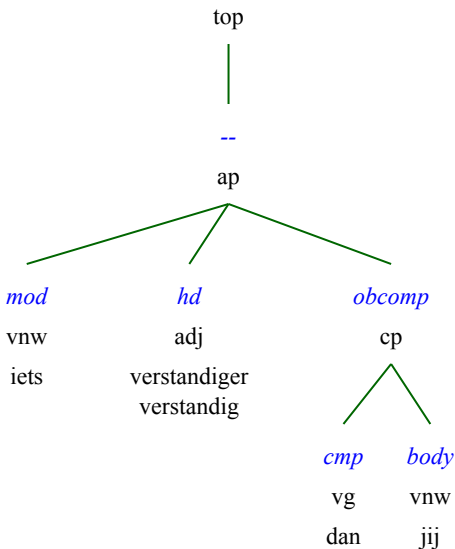 top
--
ap
mod hd obcomp
vnw adj cp
iets verstandiger
verstandig
cmp body
vg vnw
dan jij